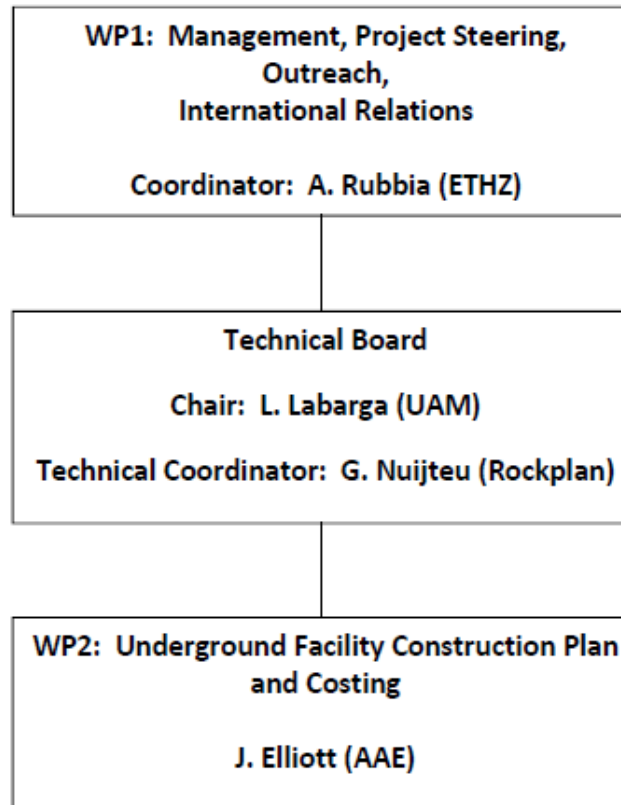 WP1: Management, Project Steering,
Outreach,
International Relations
Coordinator: A. Rubbia (ETHZ)
Technical Board
Chair: L. Labarga (UAM)
Technical Coordinator: G. Nuijteu (Rockplan)
WP2: Underground Facility Construction Plan
and Costing
J. Elliott (AAE)